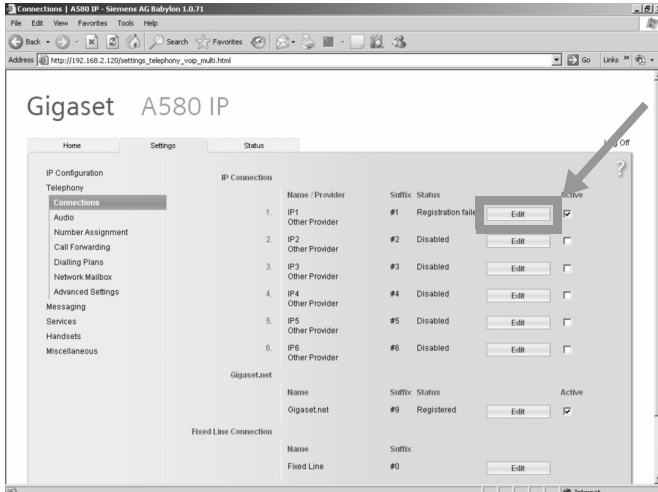 Connections | A580 IP - Siemens AG Babylon 1.0.71
File Edit View Favorites Tools Help
Back Search Favorites
Address http://192.168.2.120/settings_telephony_voip_multi.html Go Links »
Gigaset A580 IP
Home Settings Status Log Off
?
IP Configuration
Telephony
Connections
Audio
Number Assignment
Call Forwarding
Dialling Plans
Network Mailbox
Advanced Settings
Messaging
Services
Handsets
Miscellaneous
IP Connection
Name / Provider Suffix Status Active
1. IP1 #1 Registration faile Edit
Other Provider
2. IP2 #2 Disabled Edit
Other Provider
3. IP3 #3 Disabled Edit
Other Provider
4. IP4 #4 Disabled Edit
Other Provider
5. IP5 #5 Disabled Edit
Other Provider
6. IP6 #6 Disabled Edit
Other Provider
Gigaset.net
Name Suffix Status Active
Gigaset.net #9 Registered Edit
Fixed Line Connection
Name Suffix
Fixed Line #0 Edit
Internet